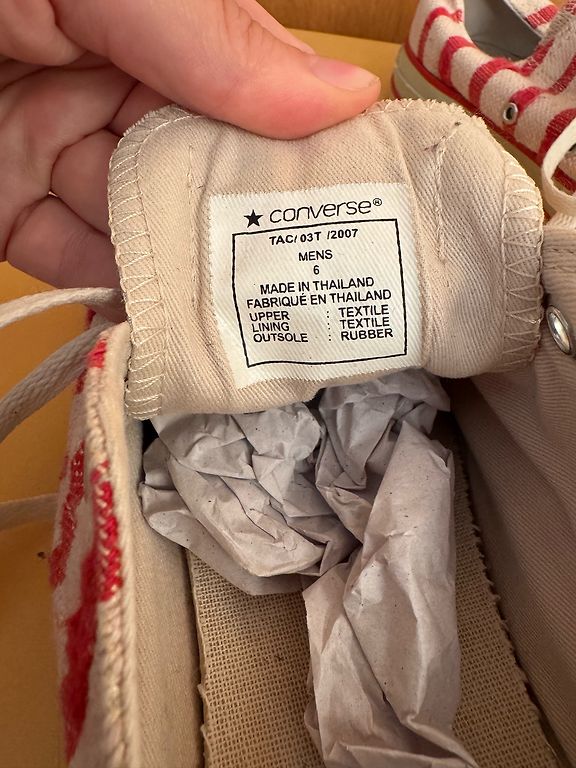 ★ CONVERSE®
TAC/ 03T /2007
MENS
6
MADE IN THAILAND
FABRIQUÉ EN THAILAND
UPPER : TEXTILE
LINING : TEXTILE
OUTSOLE : RUBBER